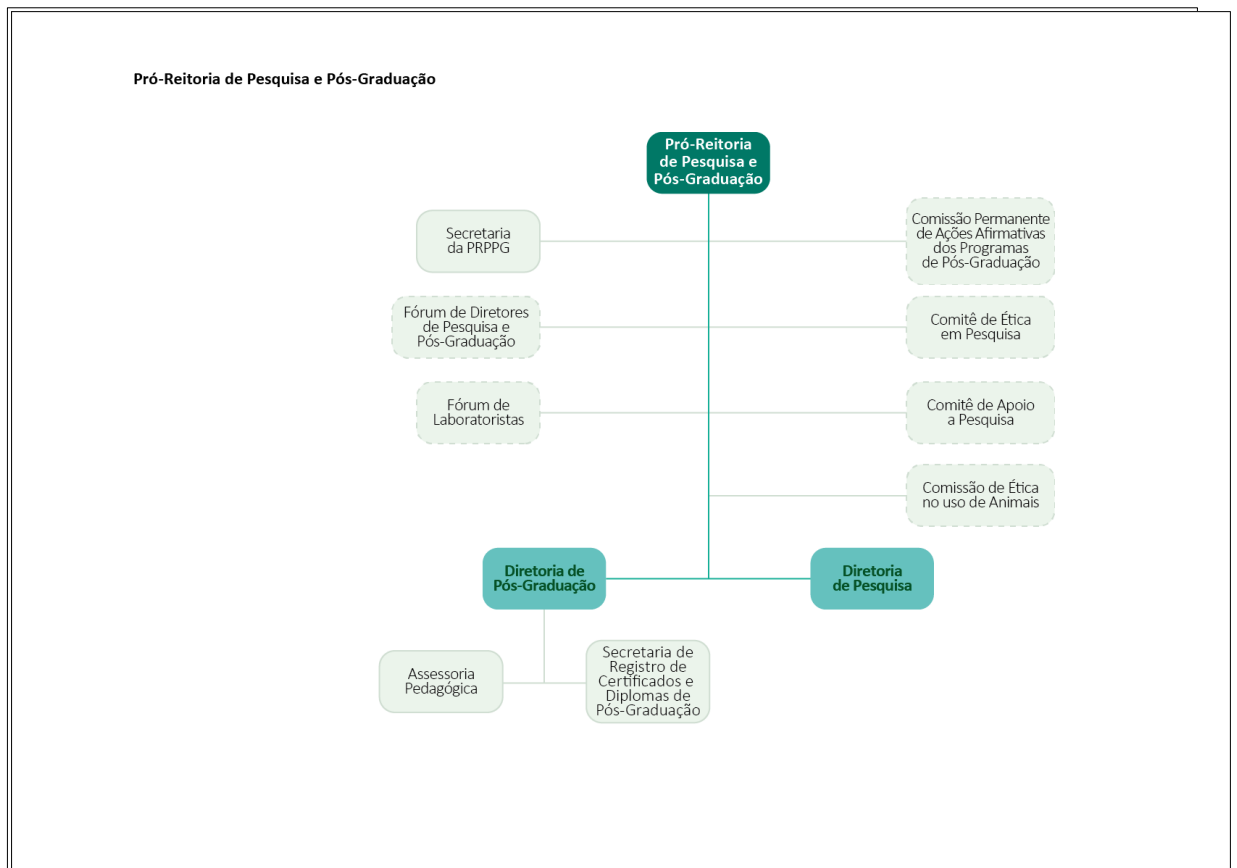 Pró-Reitoria de Pesquisa e Pós-Graduação
Pró-Reitoria
de Pesquisa e
Pós-Graduação
Secretaria
da PRPPG
Comissão Permanente
de Ações Afirmativas
dos Programas
de Pós-Graduação
Fórum de Diretores
de Pesquisa e
Pós-Graduação
Comitê de Ética
em Pesquisa
Fórum de
Laboratoristas
Comitê de Apoio
a Pesquisa
Comissão de Ética
no uso de Animais
Diretoria de
Pós-Graduação
Diretoria
de Pesquisa
Assessoria
Pedagógica
Secretaria de
Registro de
Certificados e
Diplomas de
Pós-Graduação